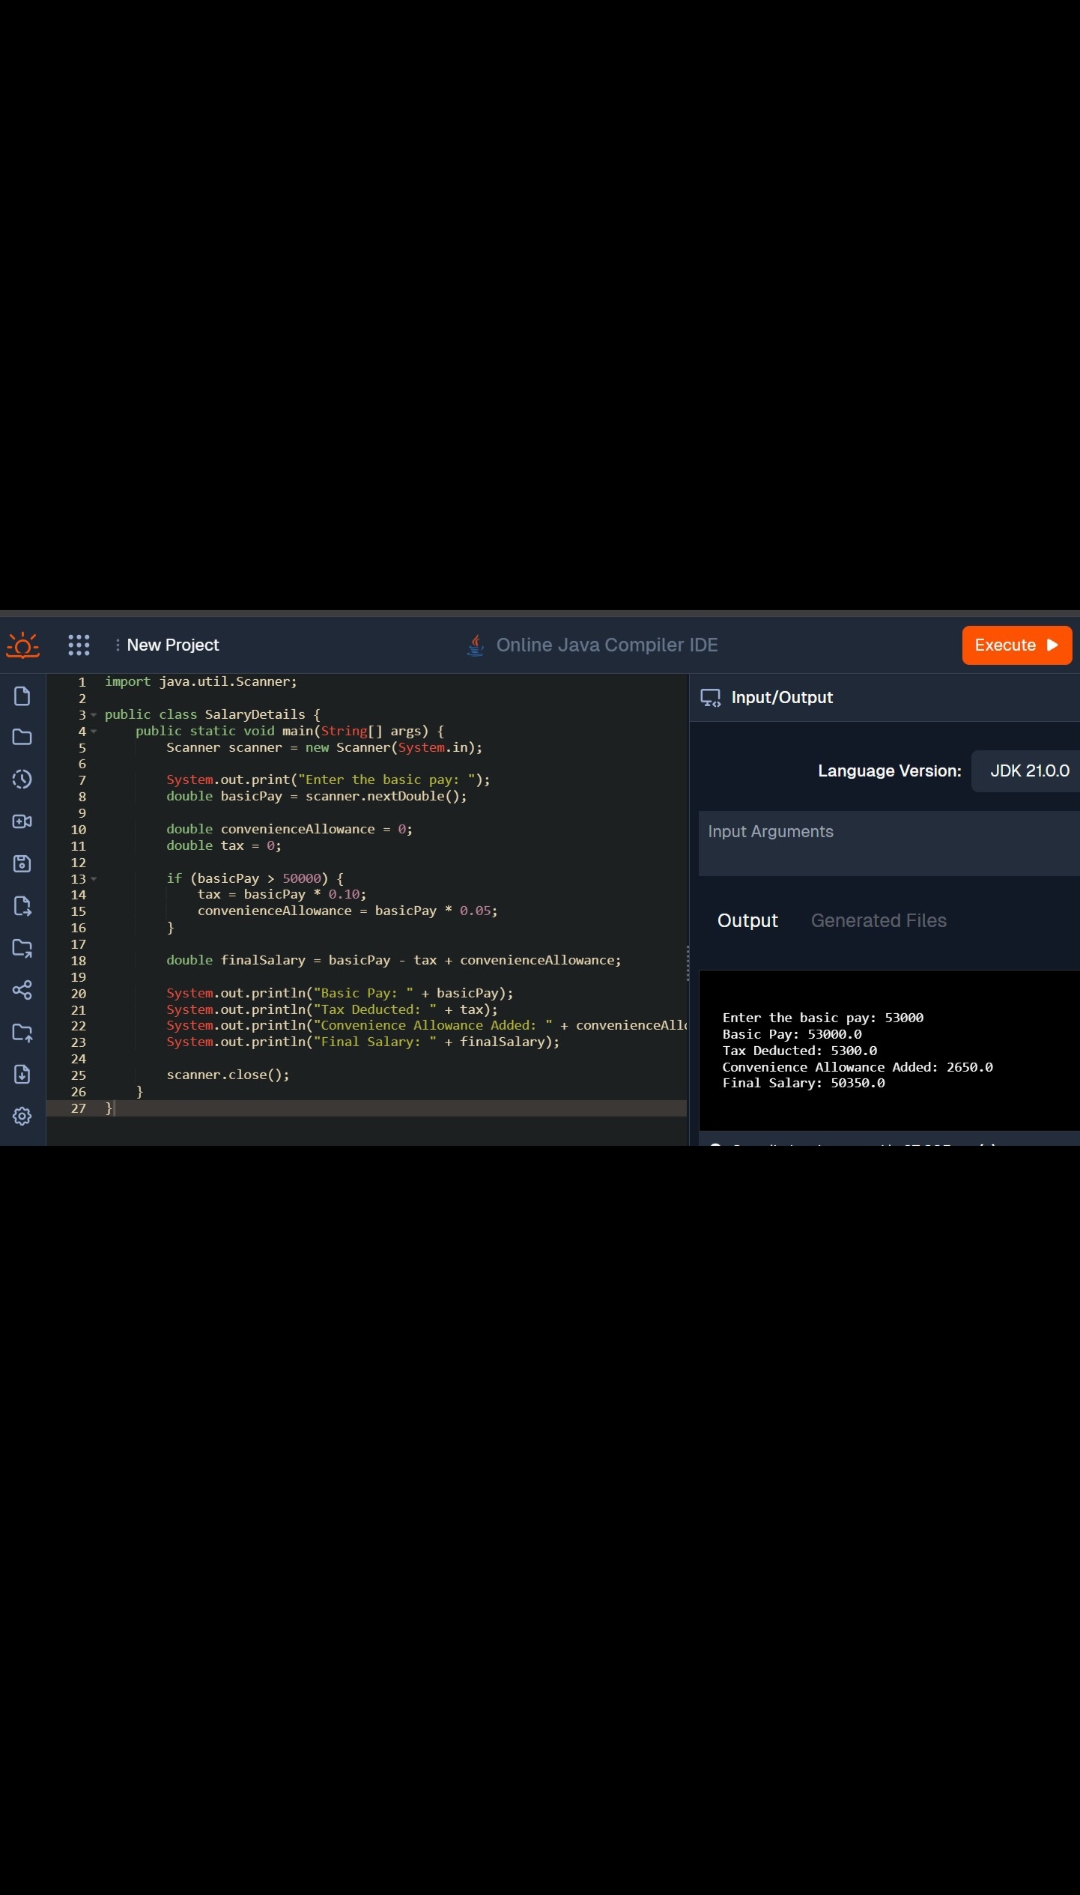 New Project
Online Java Compiler IDE
Execute
1 import java.util.Scanner;
2
3 public class SalaryDetails {
4     public static void main(String[] args) {
5         Scanner scanner = new Scanner(System.in);
6
7         System.out.print("Enter the basic pay: ");
8         double basicPay = scanner.nextDouble();
9
10         double convenienceAllowance = 0;
11         double tax = 0;
12
13         if (basicPay > 50000) {
14             tax = basicPay * 0.10;
15             convenienceAllowance = basicPay * 0.05;
16         }
17
18         double finalSalary = basicPay - tax + convenienceAllowance;
19
20         System.out.println("Basic Pay: " + basicPay);
21         System.out.println("Tax Deducted: " + tax);
22         System.out.println("Convenience Allowance Added: " + convenienceAllo
23         System.out.println("Final Salary: " + finalSalary);
24
25         scanner.close();
26     }
27 }
Input/Output
Language Version: JDK 21.0.0
Input Arguments
Output Generated Files
Enter the basic pay: 53000
Basic Pay: 53000.0
Tax Deducted: 5300.0
Convenience Allowance Added: 2650.0
Final Salary: 50350.0